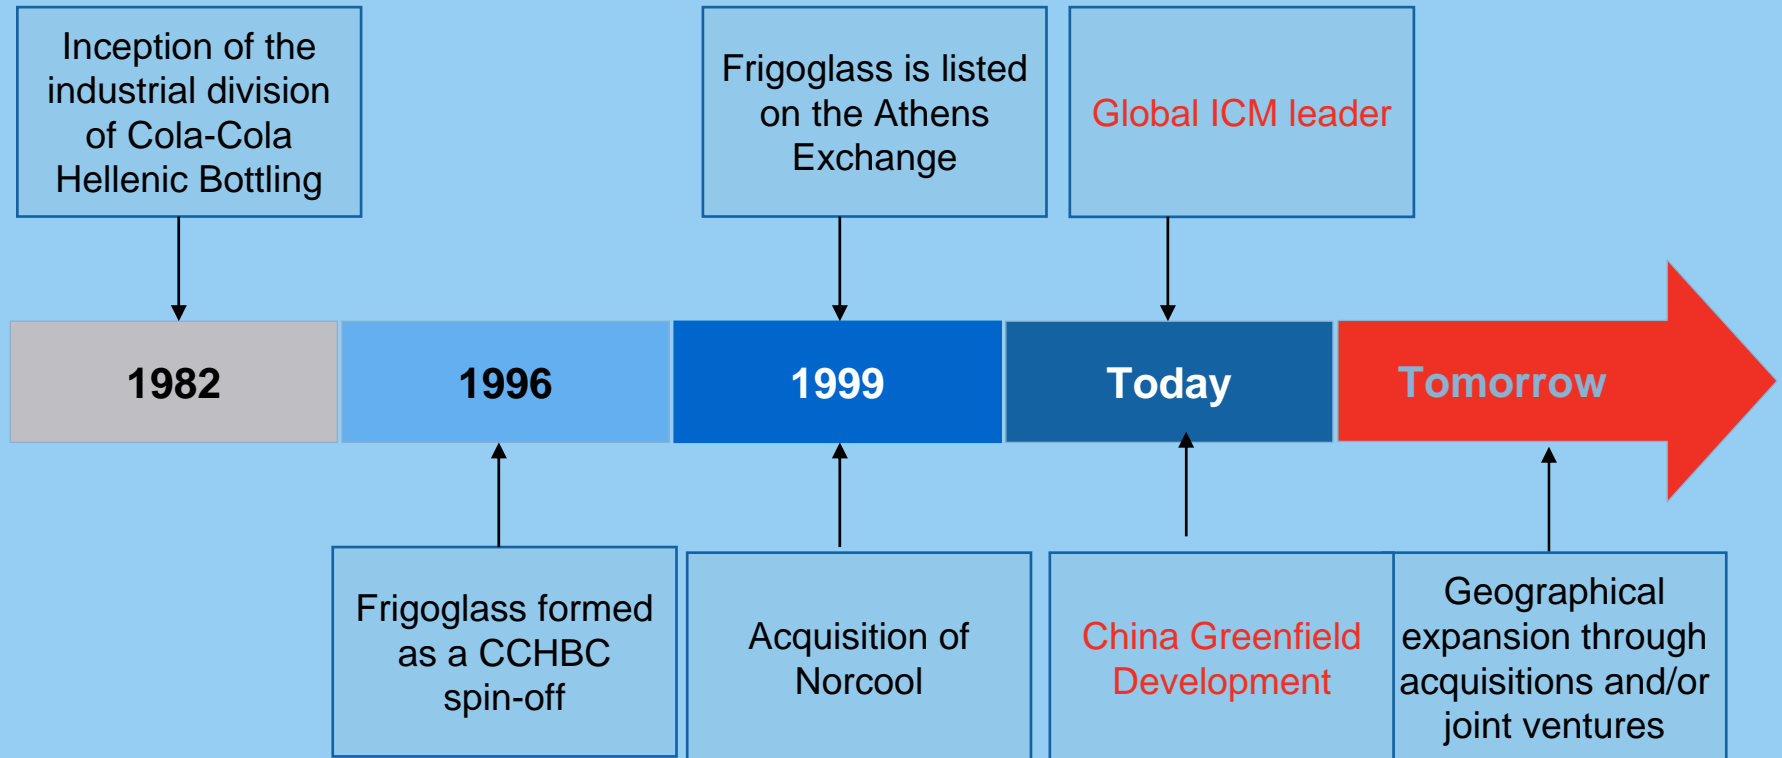 Inception of the
industrial division
of Cola-Cola
Hellenic Bottling
Frigoglass is listed
on the Athens
Exchange
Global ICM leader
1982
1996
1999
Today
Tomorrow
Frigoglass formed
as a CCHBC
spin-off
Acquisition of
Norcool
China Greenfield
Development
Geographical
expansion through
acquisitions and/or
joint ventures